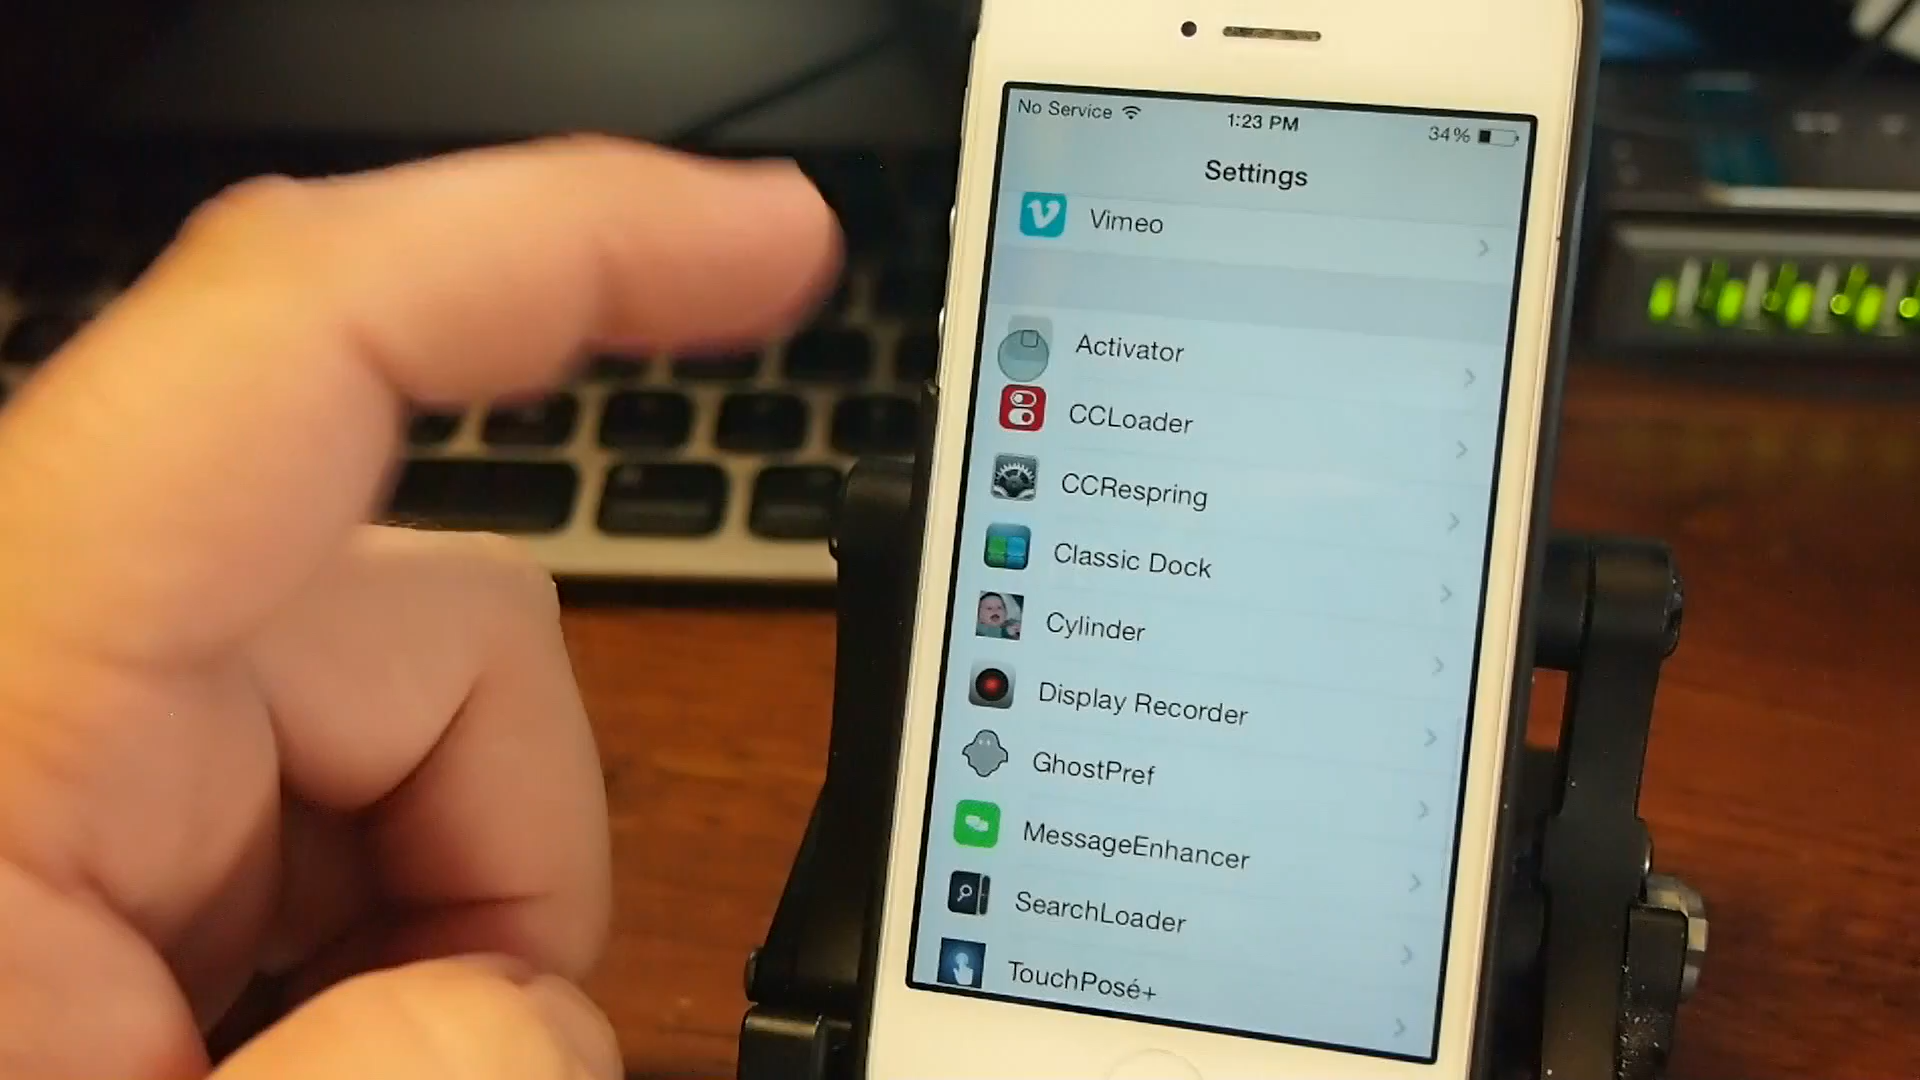 No Service
1:23 PM
34%
Settings
Vimeo
Activator
CCLoader
CCRespring
Classic Dock
Cylinder
Display Recorder
GhostPref
MessageEnhancer
SearchLoader
TouchPosé+